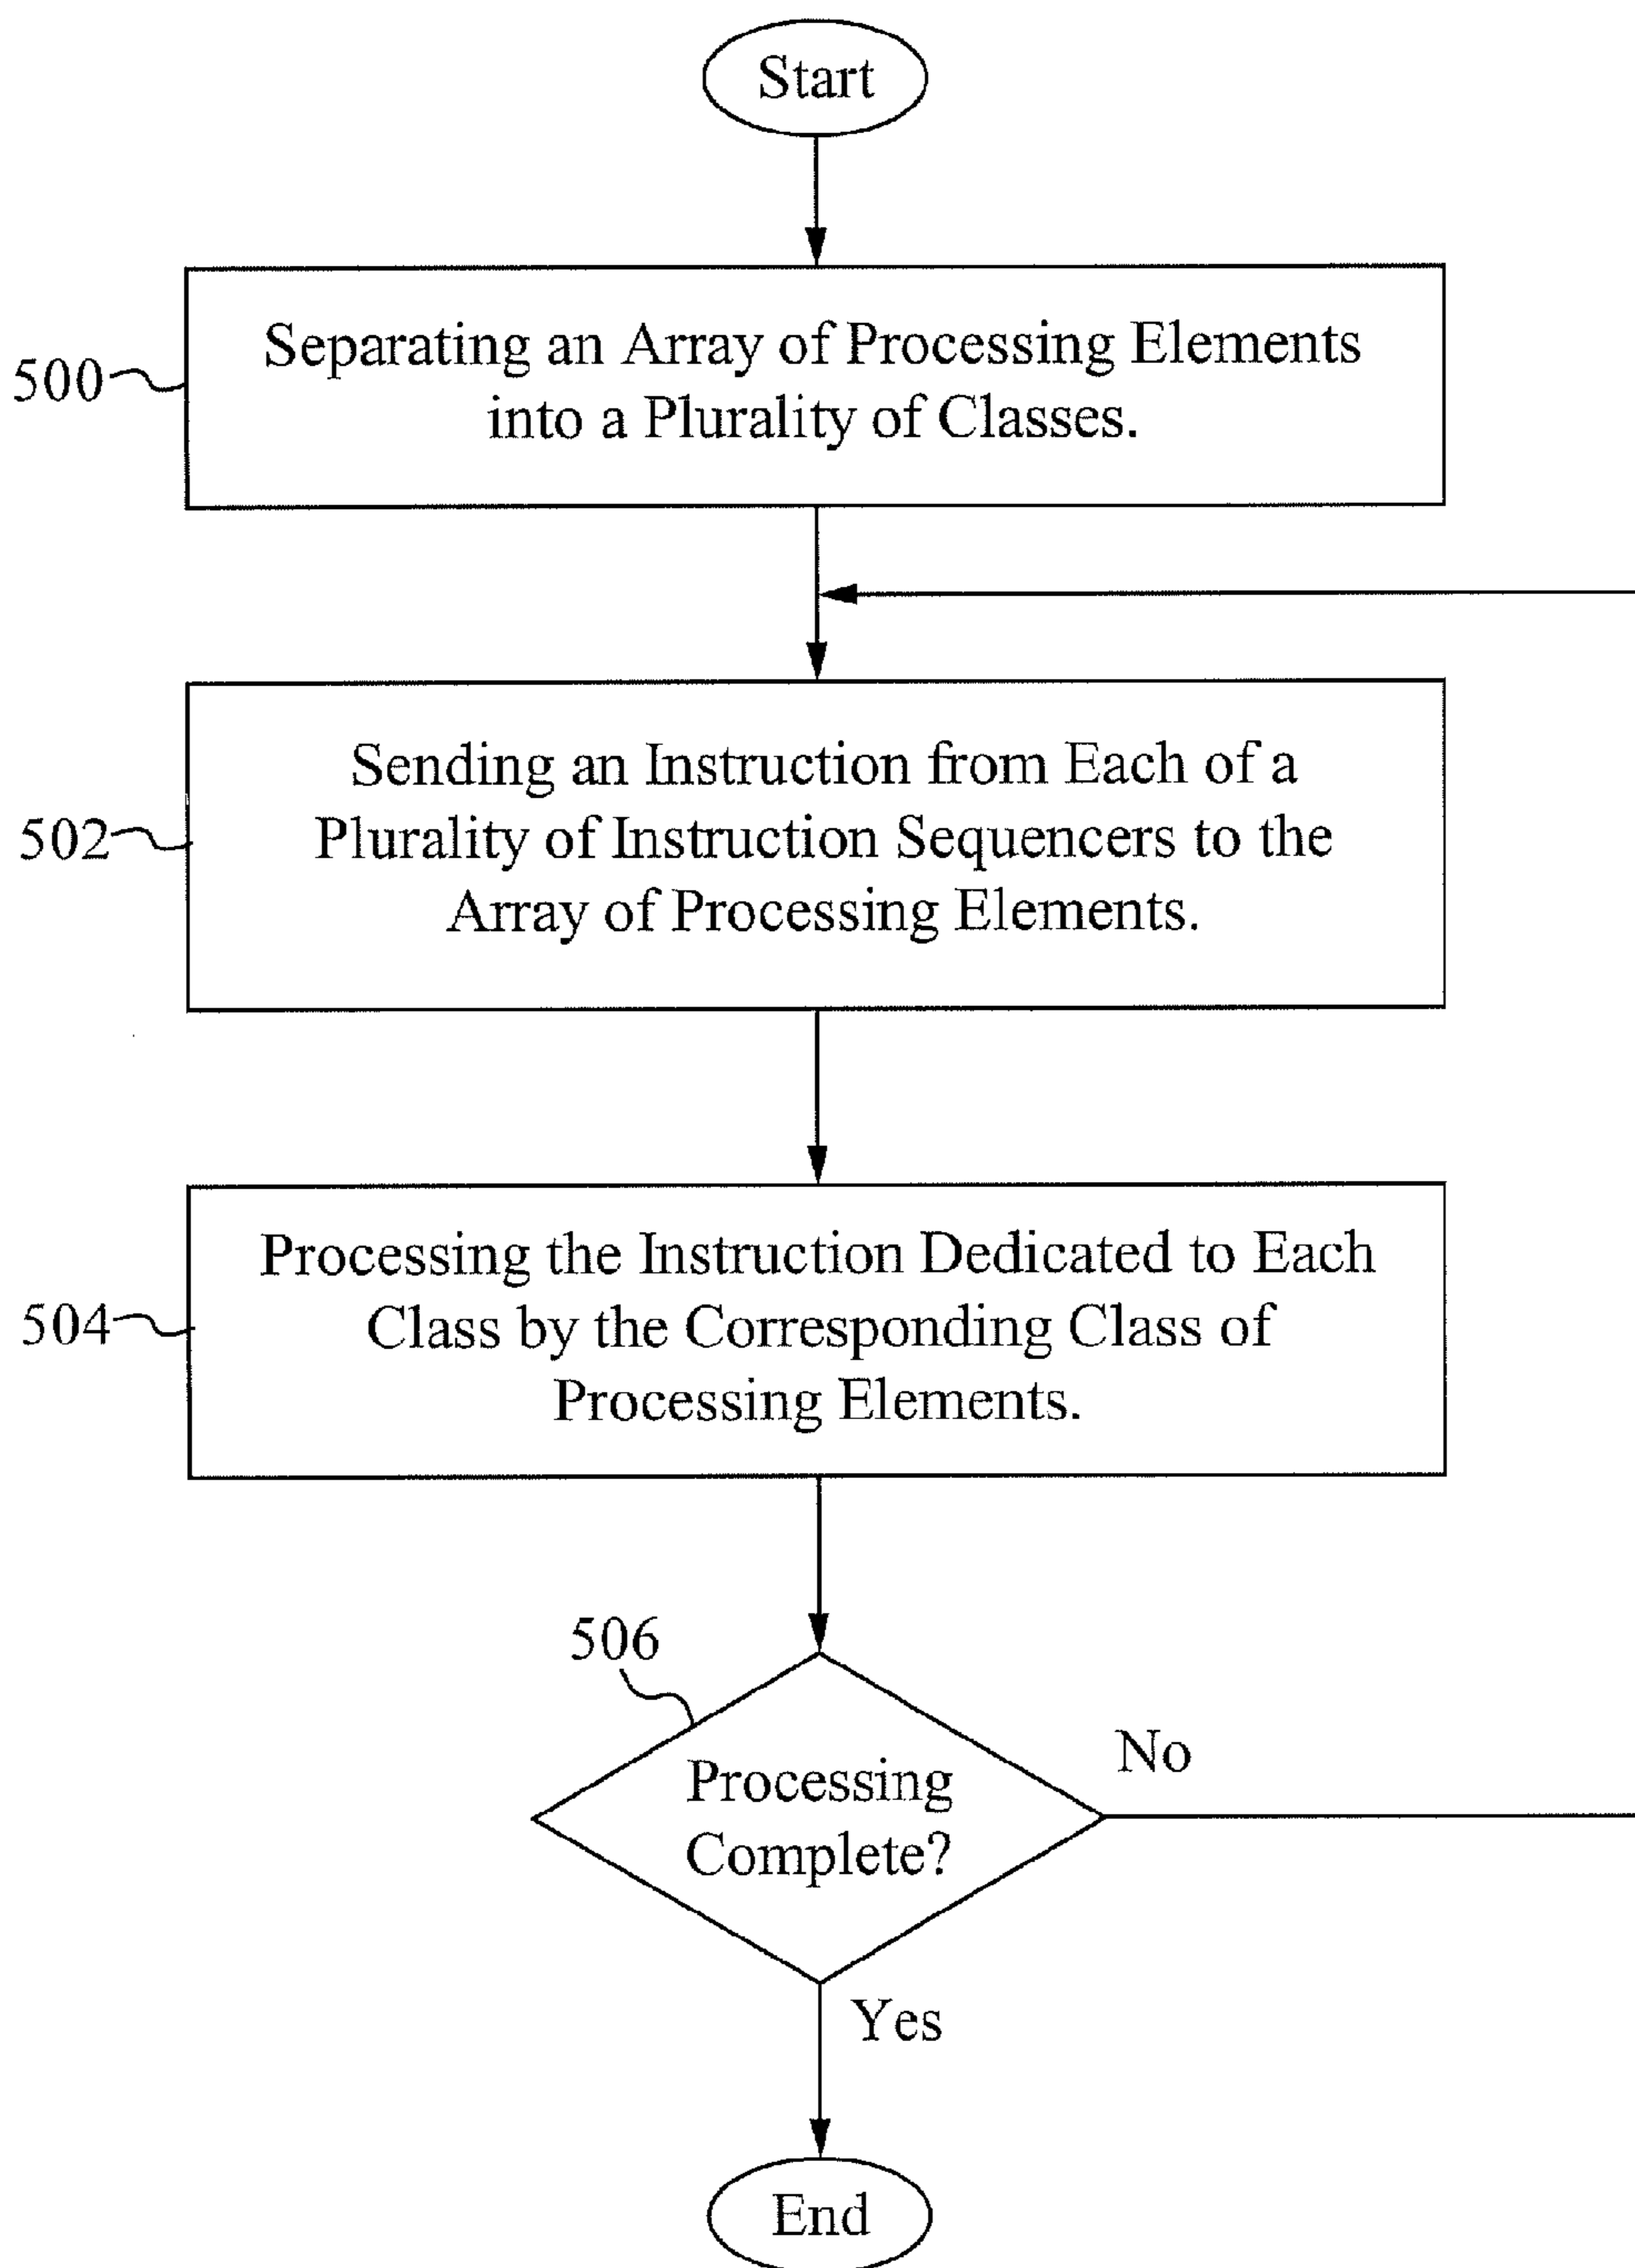 Start
500
Separating an Array of Processing Elements
into a Plurality of Classes.
502
Sending an Instruction from Each of a
Plurality of Instruction Sequencers to the
Array of Processing Elements.
504
Processing the Instruction Dedicated to Each
Class by the Corresponding Class of
Processing Elements.
506
Processing
Complete?
No
Yes
End